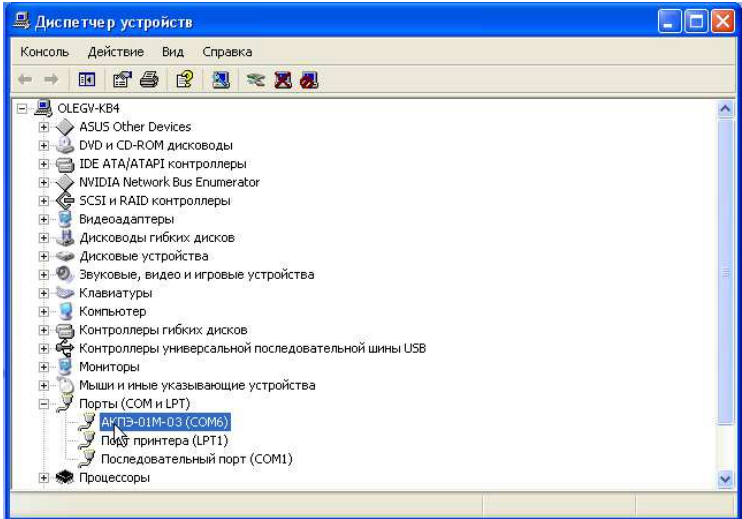 Диспетчер устройств
Консоль Действие Вид Справка
OLEGV-KB4
ASUS Other Devices
DVD и CD-ROM дисководы
IDE ATA/ATAPI контроллеры
NVIDIA Network Bus Enumerator
SCSI и RAID контроллеры
Видеоадаптеры
Дисководы гибких дисков
Дисковые устройства
Звуковые, видео и игровые устройства
Клавиатуры
Компьютер
Контроллеры гибких дисков
Контроллеры универсальной последовательной шины USB
Мониторы
Мыши и иные указывающие устройства
Порты (COM и LPT)
АКПЭ-01М-03 (COM6)
Порт принтера (LPT1)
Последовательный порт (COM1)
Процессоры